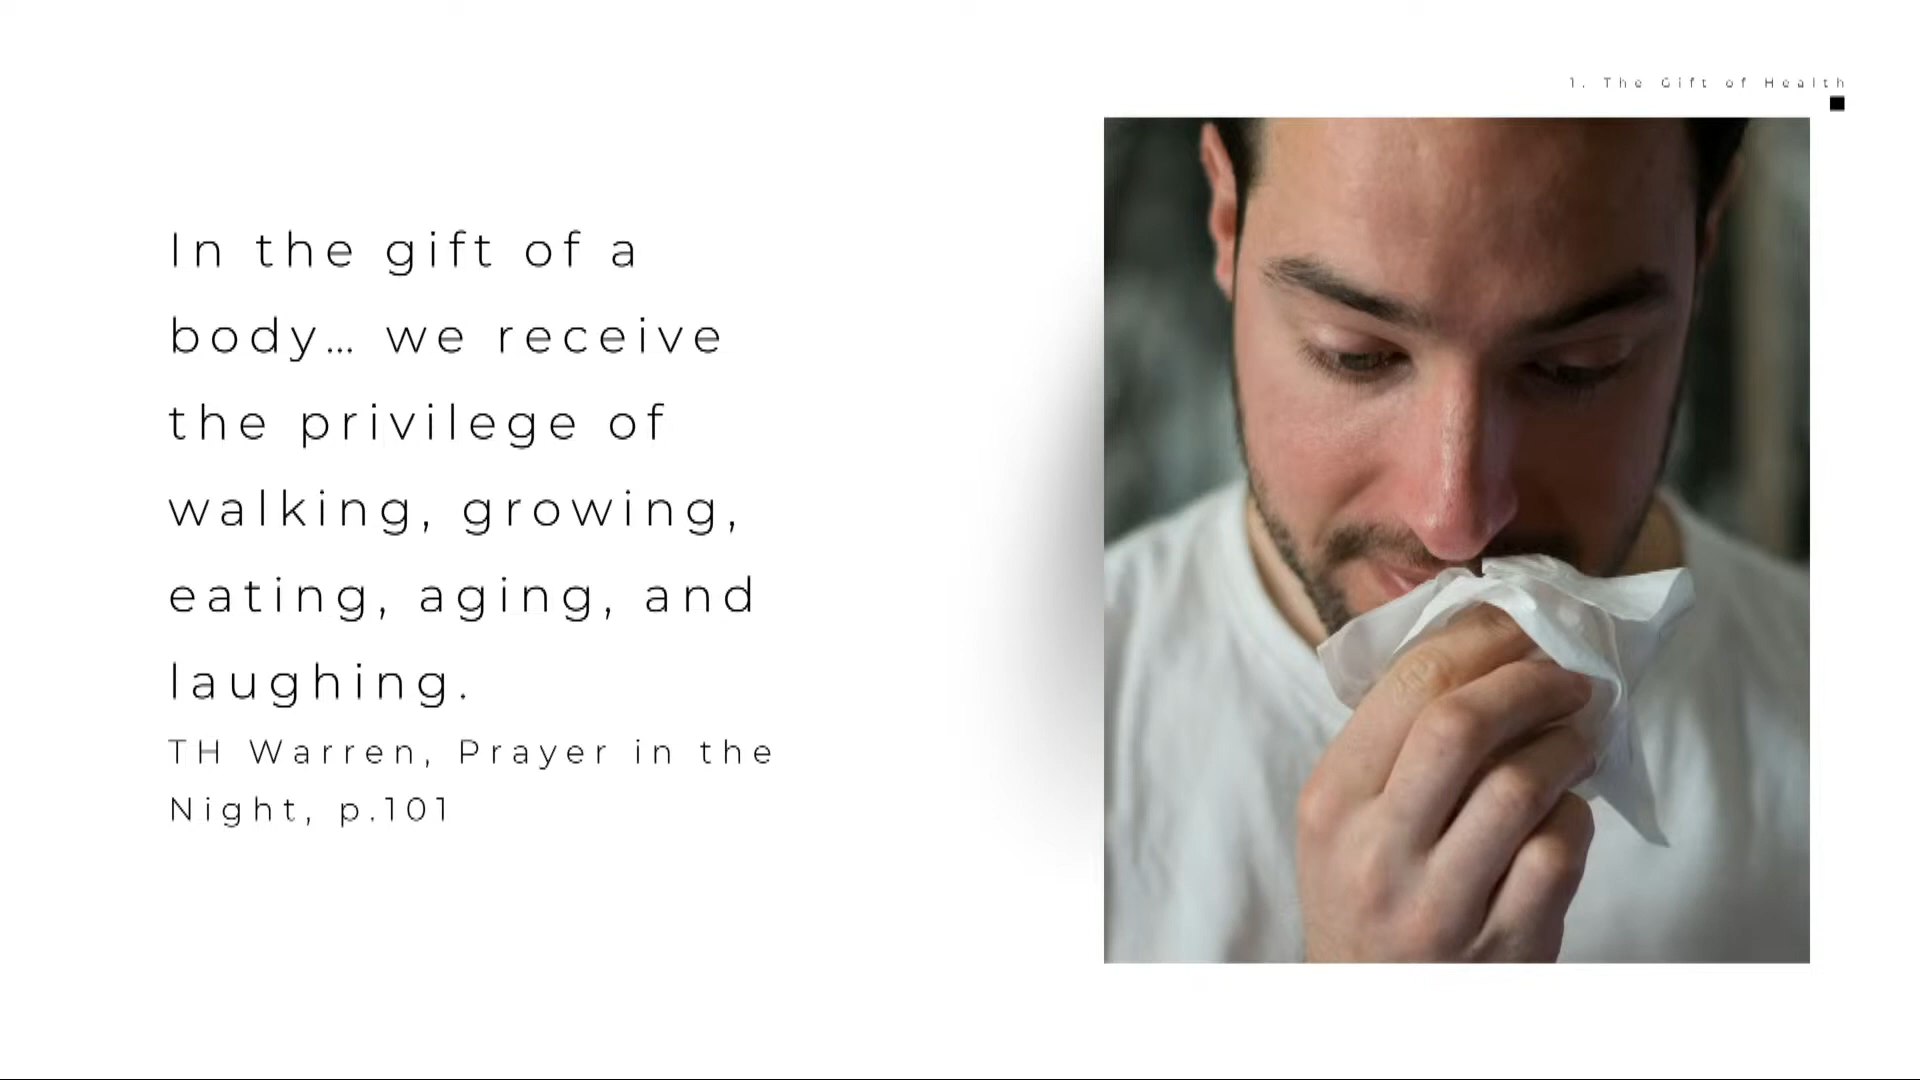 1. The Gift of Health
In the gift of a
body… we receive
the privilege of
walking, growing,
eating, aging, and
laughing.
TH Warren, Prayer in the
Night, p.101